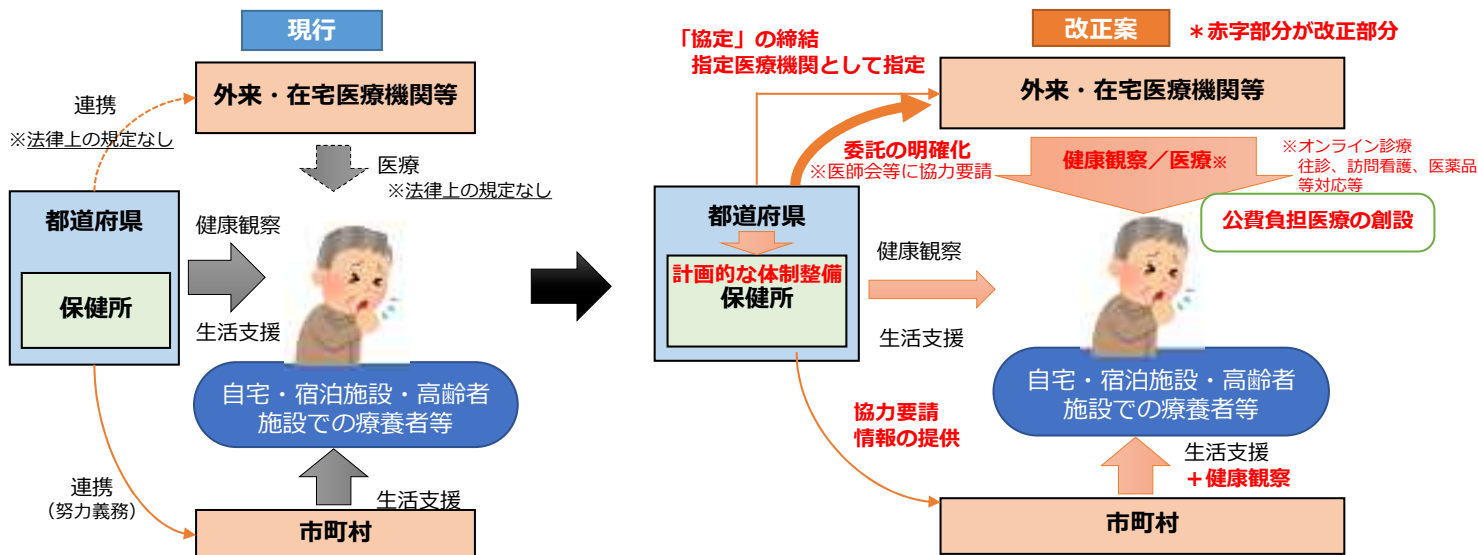 現行
外来・在宅医療機関等
連携
※法律上の規定なし
医療
※法律上の規定なし
都道府県
保健所
健康観察
生活支援
自宅・宿泊施設・高齢者
施設での療養者等
連携
（努力義務）
生活支援
市町村
改正案
＊赤字部分が改正部分
「協定」の締結
指定医療機関として指定
外来・在宅医療機関等
委託の明確化
※医師会等に協力要請
健康観察／医療※
※オンライン診療
往診、訪問看護、医薬品
等対応等
公費負担医療の創設
都道府県
計画的な体制整備
保健所
健康観察
生活支援
自宅・宿泊施設・高齢者
施設での療養者等
協力要請
情報の提供
生活支援
＋健康観察
市町村